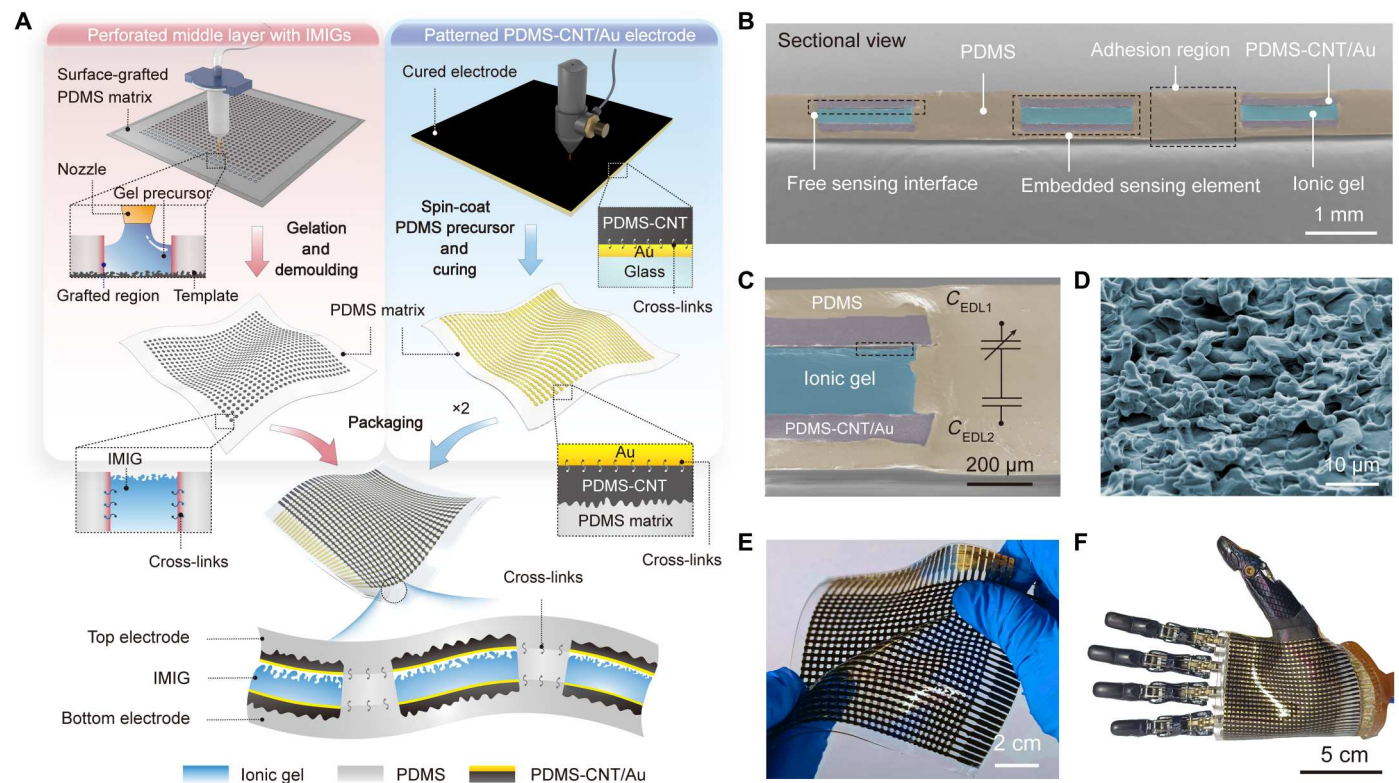 A
Perforated middle layer with IMIGs
Surface-grafted
PDMS matrix
Nozzle
Gel precursor
Grafted region
Template
Gelation
and
demoulding
Patterned PDMS-CNT/Au electrode
Cured electrode
Spin-coat
PDMS precursor
and
curing
PDMS-CNT
Au
Glass
Cross-links
PDMS matrix
Packaging
×2
IMIG
Cross-links
Au
PDMS-CNT
PDMS matrix
Cross-links
Cross-links
Top electrode
IMIG
Bottom electrode
Ionic gel
PDMS
PDMS-CNT/Au
B
Sectional view
PDMS
Adhesion region
PDMS-CNT/Au
Free sensing interface
Embedded sensing element
Ionic gel
1 mm
C
PDMS
Ionic gel
PDMS-CNT/Au
CEDL1
CEDL2
200 μm
D
10 μm
E
2 cm
F
5 cm